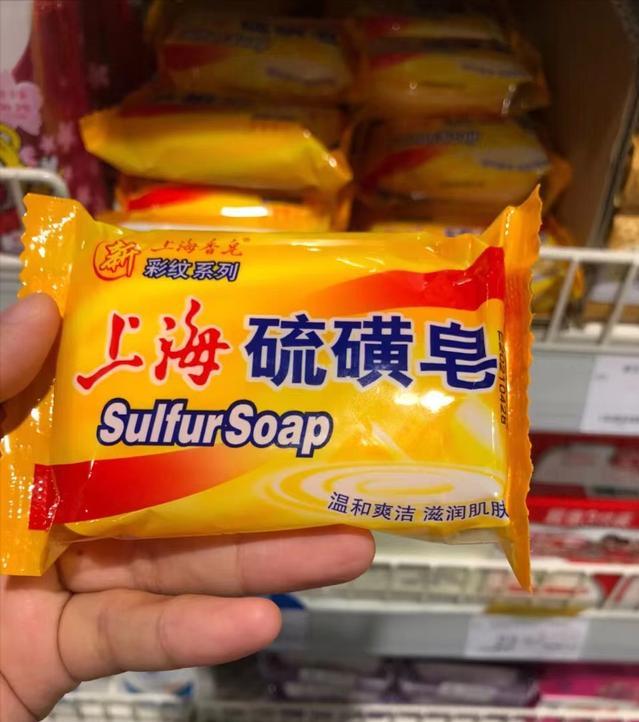 新 上海香皂®
彩纹系列
上海 硫磺皂
Sulfur Soap
温和爽洁 滋润肌肤